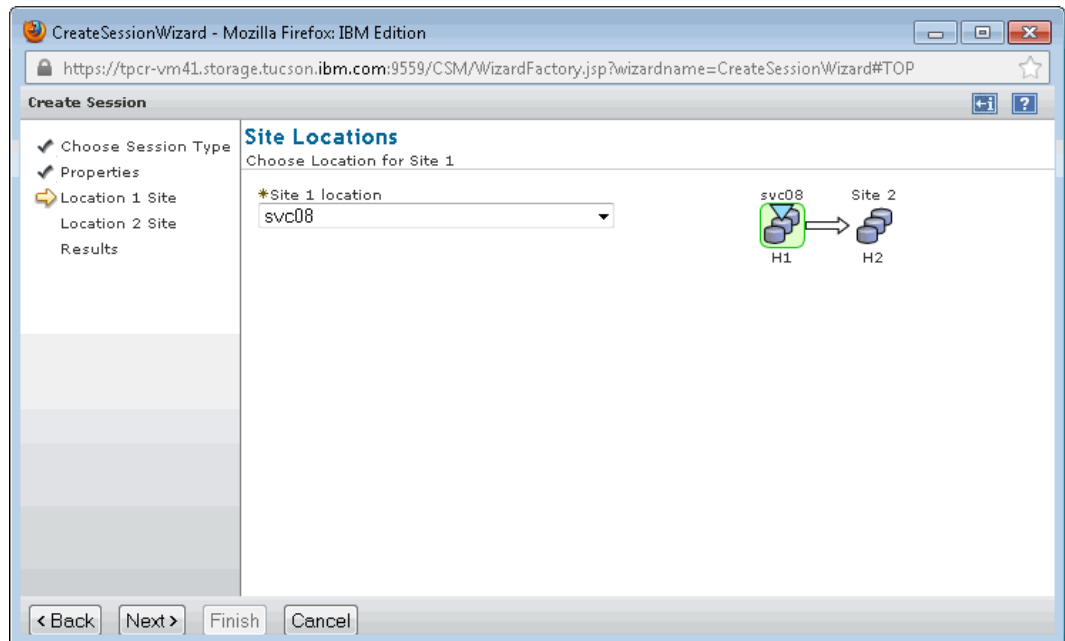 CreateSessionWizard - Mozilla Firefox: IBM Edition
https://tpcr-vm41.storage.tucson.ibm.com:9559/CSM/WizardFactory.jsp?wizardname=CreateSessionWizard#TOP
Create Session
Choose Session Type
Properties
Location 1 Site
Location 2 Site
Results
Site Locations
Choose Location for Site 1
*Site 1 location
svc08
svc08 Site 2
H1 H2
< Back Next > Finish Cancel